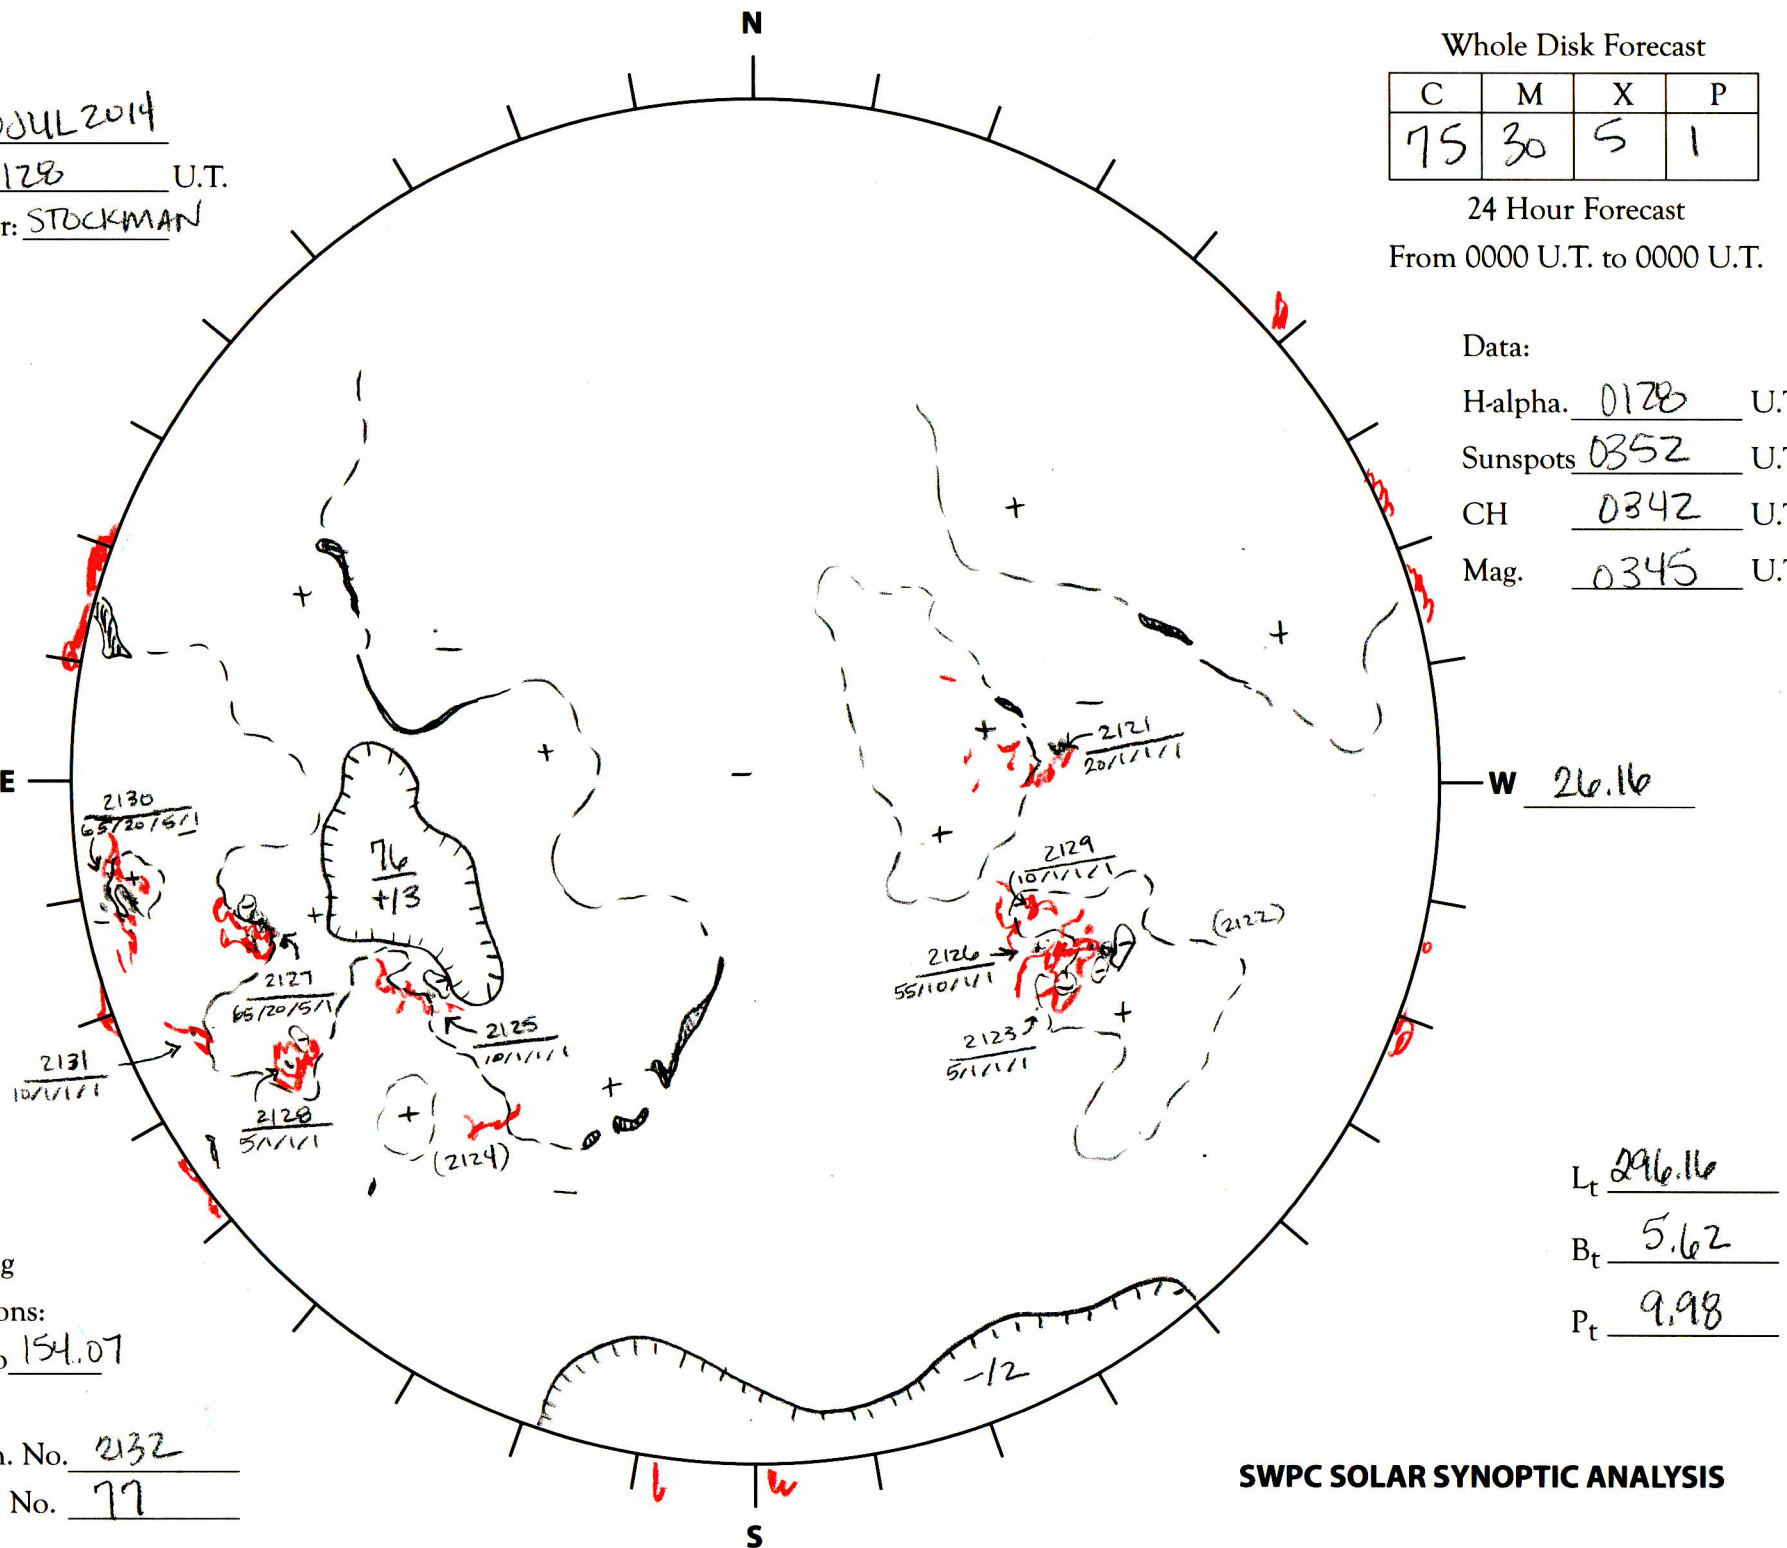 N
Whole Disk Forecast
C M X P
75 30 5 1
24 Hour Forecast
From 0000 U.T. to 0000 U.T.
JUL 2014
128 U.T.
r: STOCKMAN
Data:
H-alpha. 0128 U.T
Sunspots 0352 U.T
CH 0342 U.T
Mag. 0345 U.T
+
+
+
+
−
−
+
2121
20/1/1/1
+
−
E
W 26.16
2130
65/20/5/1
+
76
+/3
+
2129
10/1/1/1
+
−
(2122)
2126
55/10/1/1
2127
65/20/5/1
2125
10/1/1/1
+
2123
5/1/1/1
2131
10/1/1/1
+
+
2128
5/1/1/1
(2124)
−
Lt 296.16
Bt 5.62
Pt 9.98
g
ons:
154.07
-/2
. No. 2132
No. 77
SWPC SOLAR SYNOPTIC ANALYSIS
S